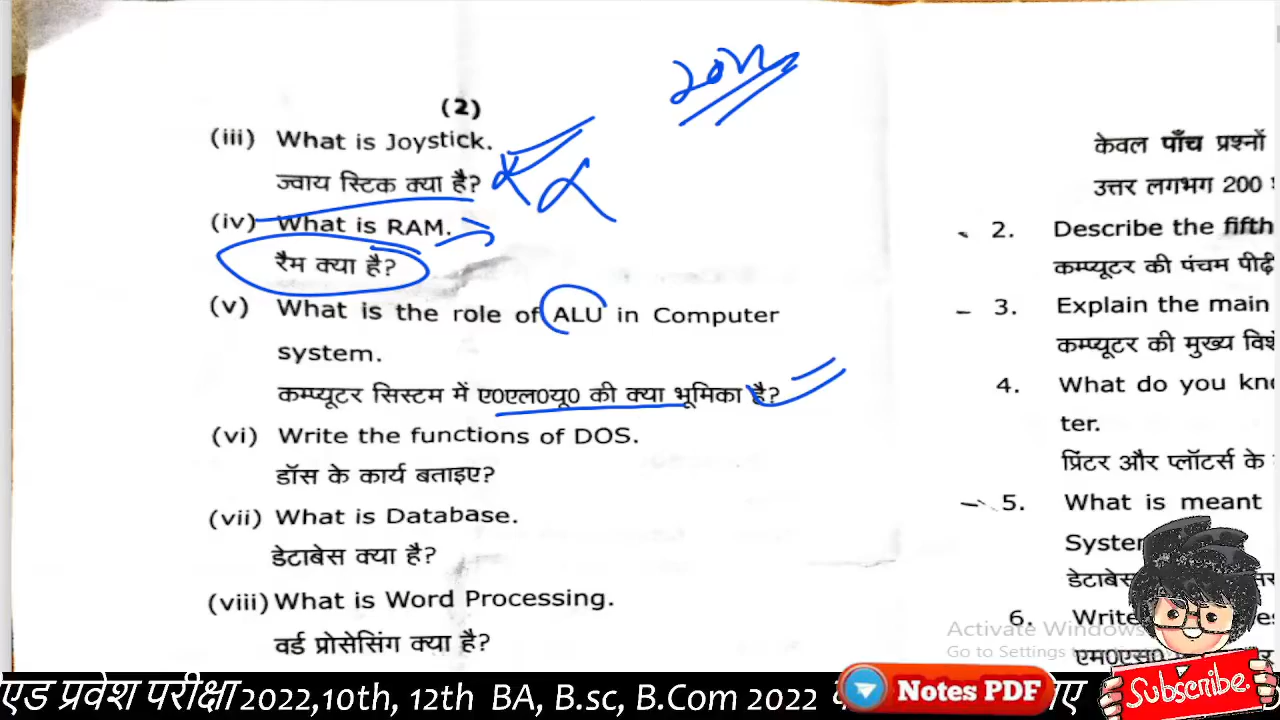 2022
(2)
(iii) What is Joystick.
ज्वाय स्टिक क्या है?
(iv) What is RAM.
रैम क्या है?
(v) What is the role of ALU in Computer
system.
कम्प्यूटर सिस्टम में ए0एल0यू0 की क्या भूमिका है?
(vi) Write the functions of DOS.
डॉस के कार्य बताइए?
(vii) What is Database.
डेटाबेस क्या है?
(viii) What is Word Processing.
वर्ड प्रोसेसिंग क्या है?
केवल पाँच प्रश्नों
उत्तर लगभग 200
2. Describe the fifth
कम्प्यूटर की पंचम पीढ़ी
3. Explain the main
कम्प्यूटर की मुख्य
4. What do you
ter.
प्रिंटर और प्लॉटर्स के
5. What is meant
डेटाबेस
6.
Activate Windows
Go to Settings to
एड प्रवेश परीक्षा 2022,10th, 12th BA, B.sc, B.Com 2022
Notes PDF
Subscribe.